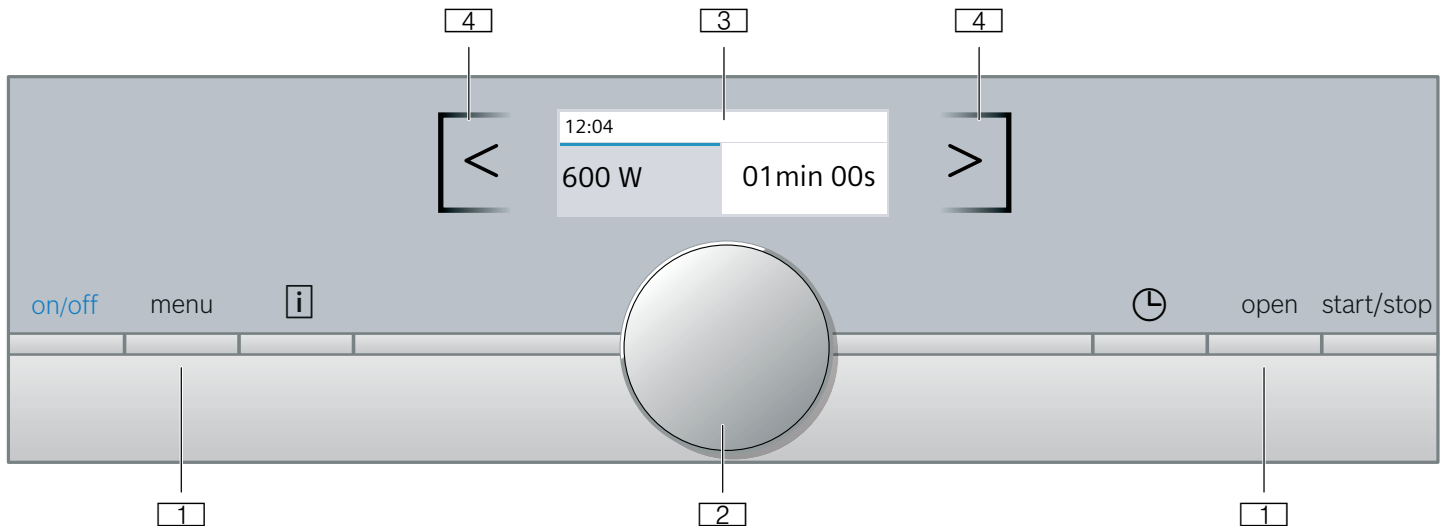 4 3 4
12:04
< 600 W 01min 00s >
on/off menu i open start/stop
1 2 1